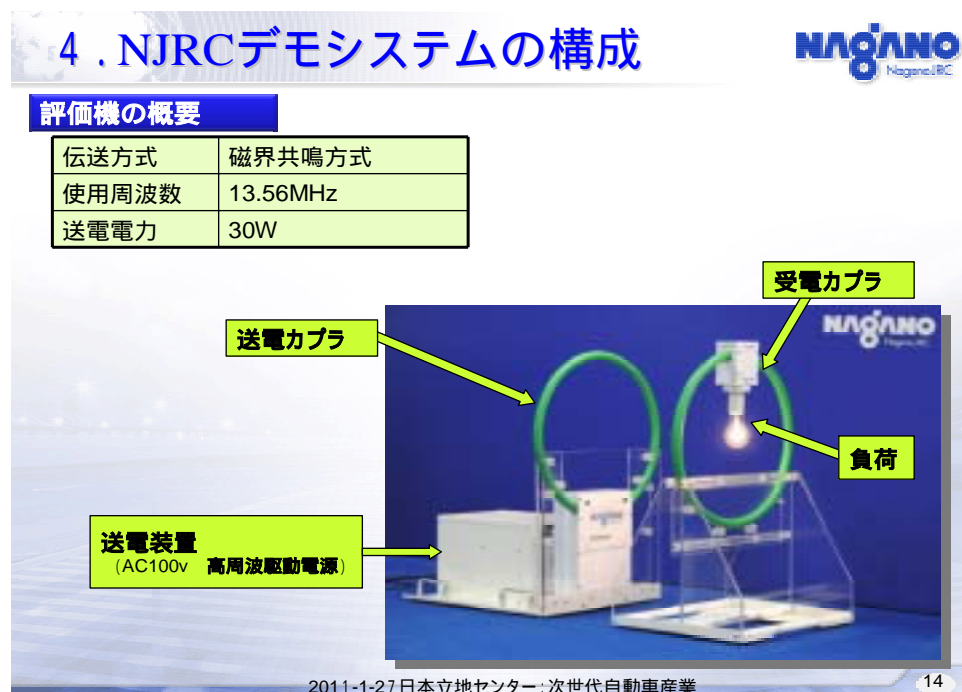 4．NJRCデモシステムの構成
NAGANO
NaganoJRC
評価機の概要
伝送方式 磁界共鳴方式
使用周波数 13.56MHz
送電電力 30W
受電カプラ
NAGANO
送電カプラ
負荷
送電装置
(AC100v 高周波駆動電源)
2011-1-27日本立地センター:次世代自動車産業
14